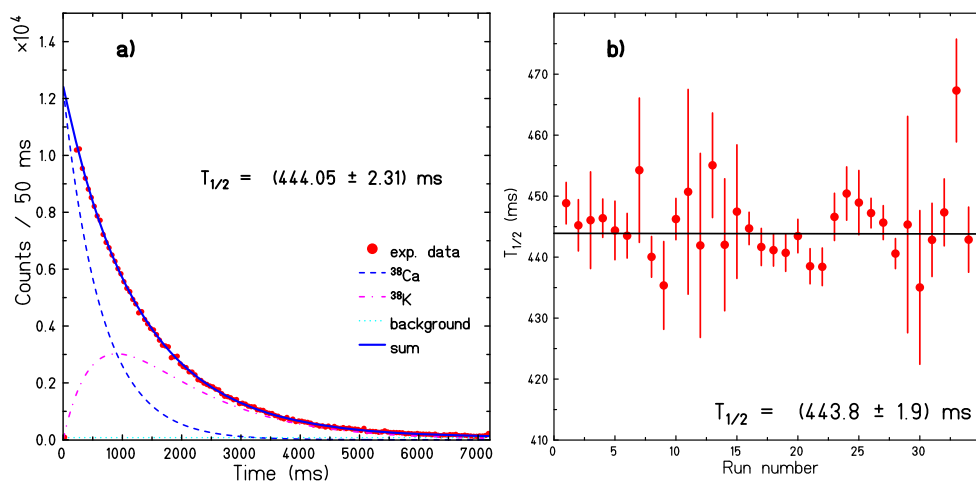 ×10⁴
a)
b)
1.4
1.2
1.0
0.8
0.6
0.4
0.2
0.0
Counts / 50 ms
T1/2 = (444.05 ± 2.31) ms
exp. data
³⁸Ca
³⁸K
background
sum
0 1000 2000 3000 4000 5000 6000 7000
Time (ms)
470
460
450
440
430
420
410
T1/2 (ms)
T1/2 = (443.8 ± 1.9) ms
0 5 10 15 20 25 30
Run number